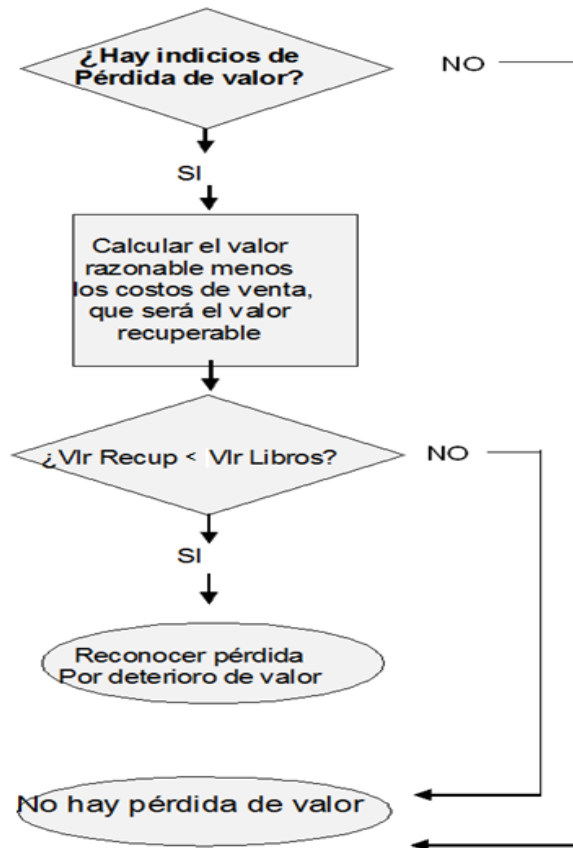 ¿Hay indicios de
Pérdida de valor?
NO
SI
Calcular el valor
razonable menos
los costos de venta,
que será el valor
recuperable
¿Vlr Recup < Vlr Libros?
NO
SI
Reconocer pérdida
Por deterioro de valor
No hay pérdida de valor